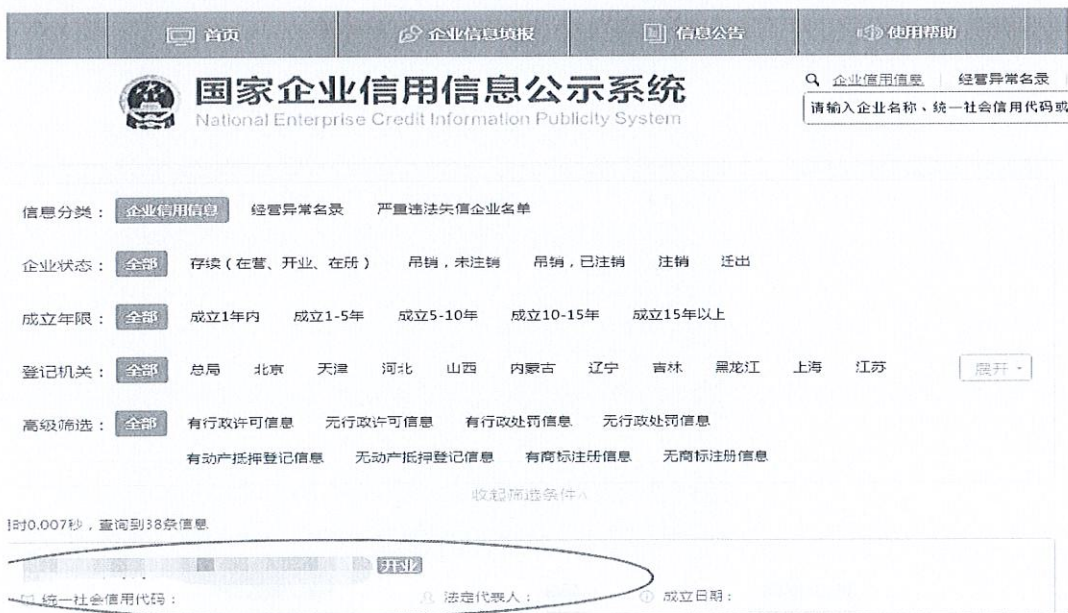 首页 企业信息填报 信息公告 使用帮助
企业信用信息 经营异常名录
国家企业信用信息公示系统
请输入企业名称、统一社会信用代码或
National Enterprise Credit Information Publicity System
信息分类： 企业信用信息 经营异常名录 严重违法失信企业名单
企业状态： 全部 存续（在营、开业、在册） 吊销，未注销 吊销，已注销 注销 迁出
成立年限： 全部 成立1年内 成立1-5年 成立5-10年 成立10-15年 成立15年以上
登记机关： 全部 总局 北京 天津 河北 山西 内蒙古 辽宁 吉林 黑龙江 上海 江苏 展开
高级筛选： 全部 有行政许可信息 无行政许可信息 有行政处罚信息 无行政处罚信息
有动产抵押登记信息 无动产抵押登记信息 有商标注册信息 无商标注册信息
收起筛选条件
时0.007秒，查询到38条信息
开业
统一社会信用代码： 法定代表人： 成立日期：